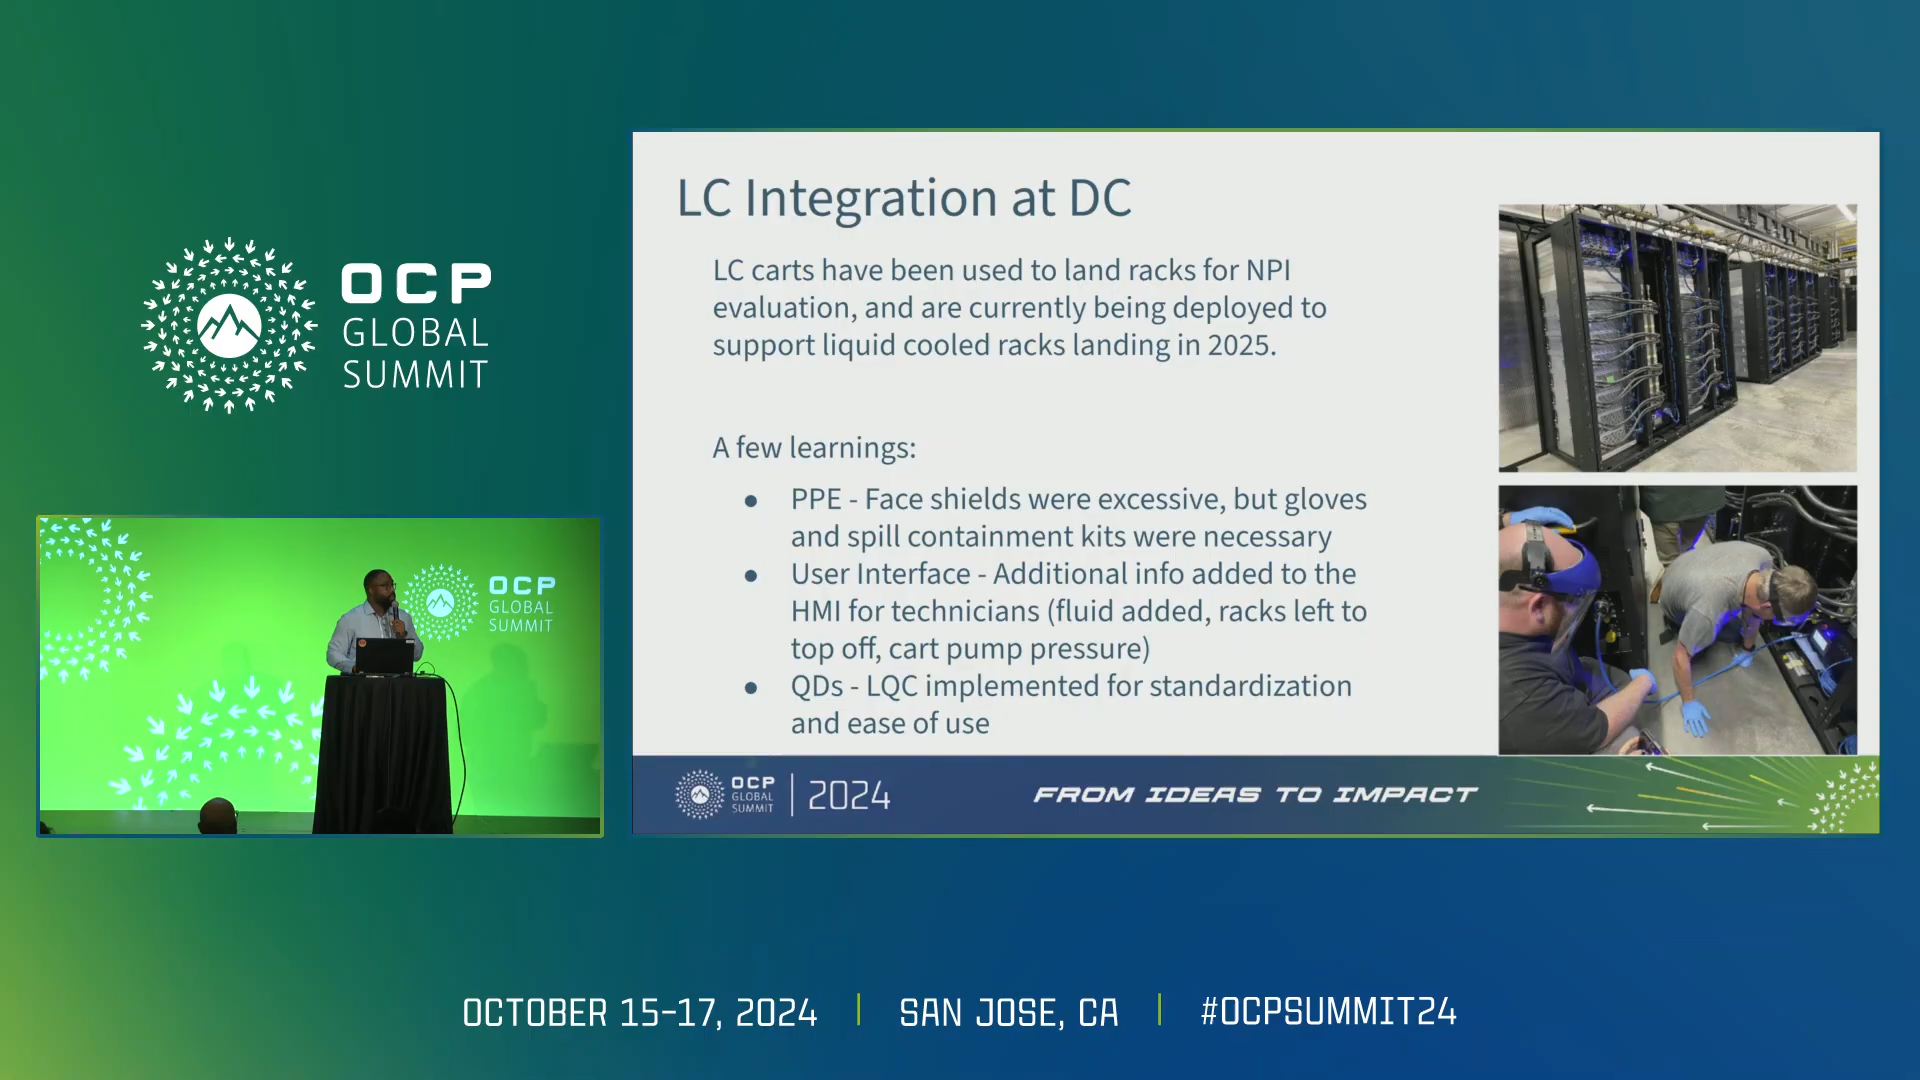 OCP
GLOBAL
SUMMIT
OCP
GLOBAL
SUMMIT
LC Integration at DC
LC carts have been used to land racks for NPI
evaluation, and are currently being deployed to
support liquid cooled racks landing in 2025.
A few learnings:
● PPE - Face shields were excessive, but gloves
and spill containment kits were necessary
● User Interface - Additional info added to the
HMI for technicians (fluid added, racks left to
top off, cart pump pressure)
● QDs - LQC implemented for standardization
and ease of use
OCP
GLOBAL
SUMMIT
2024
FROM IDEAS TO IMPACT
OCTOBER 15-17, 2024 | SAN JOSE, CA | #OCPSUMMIT24